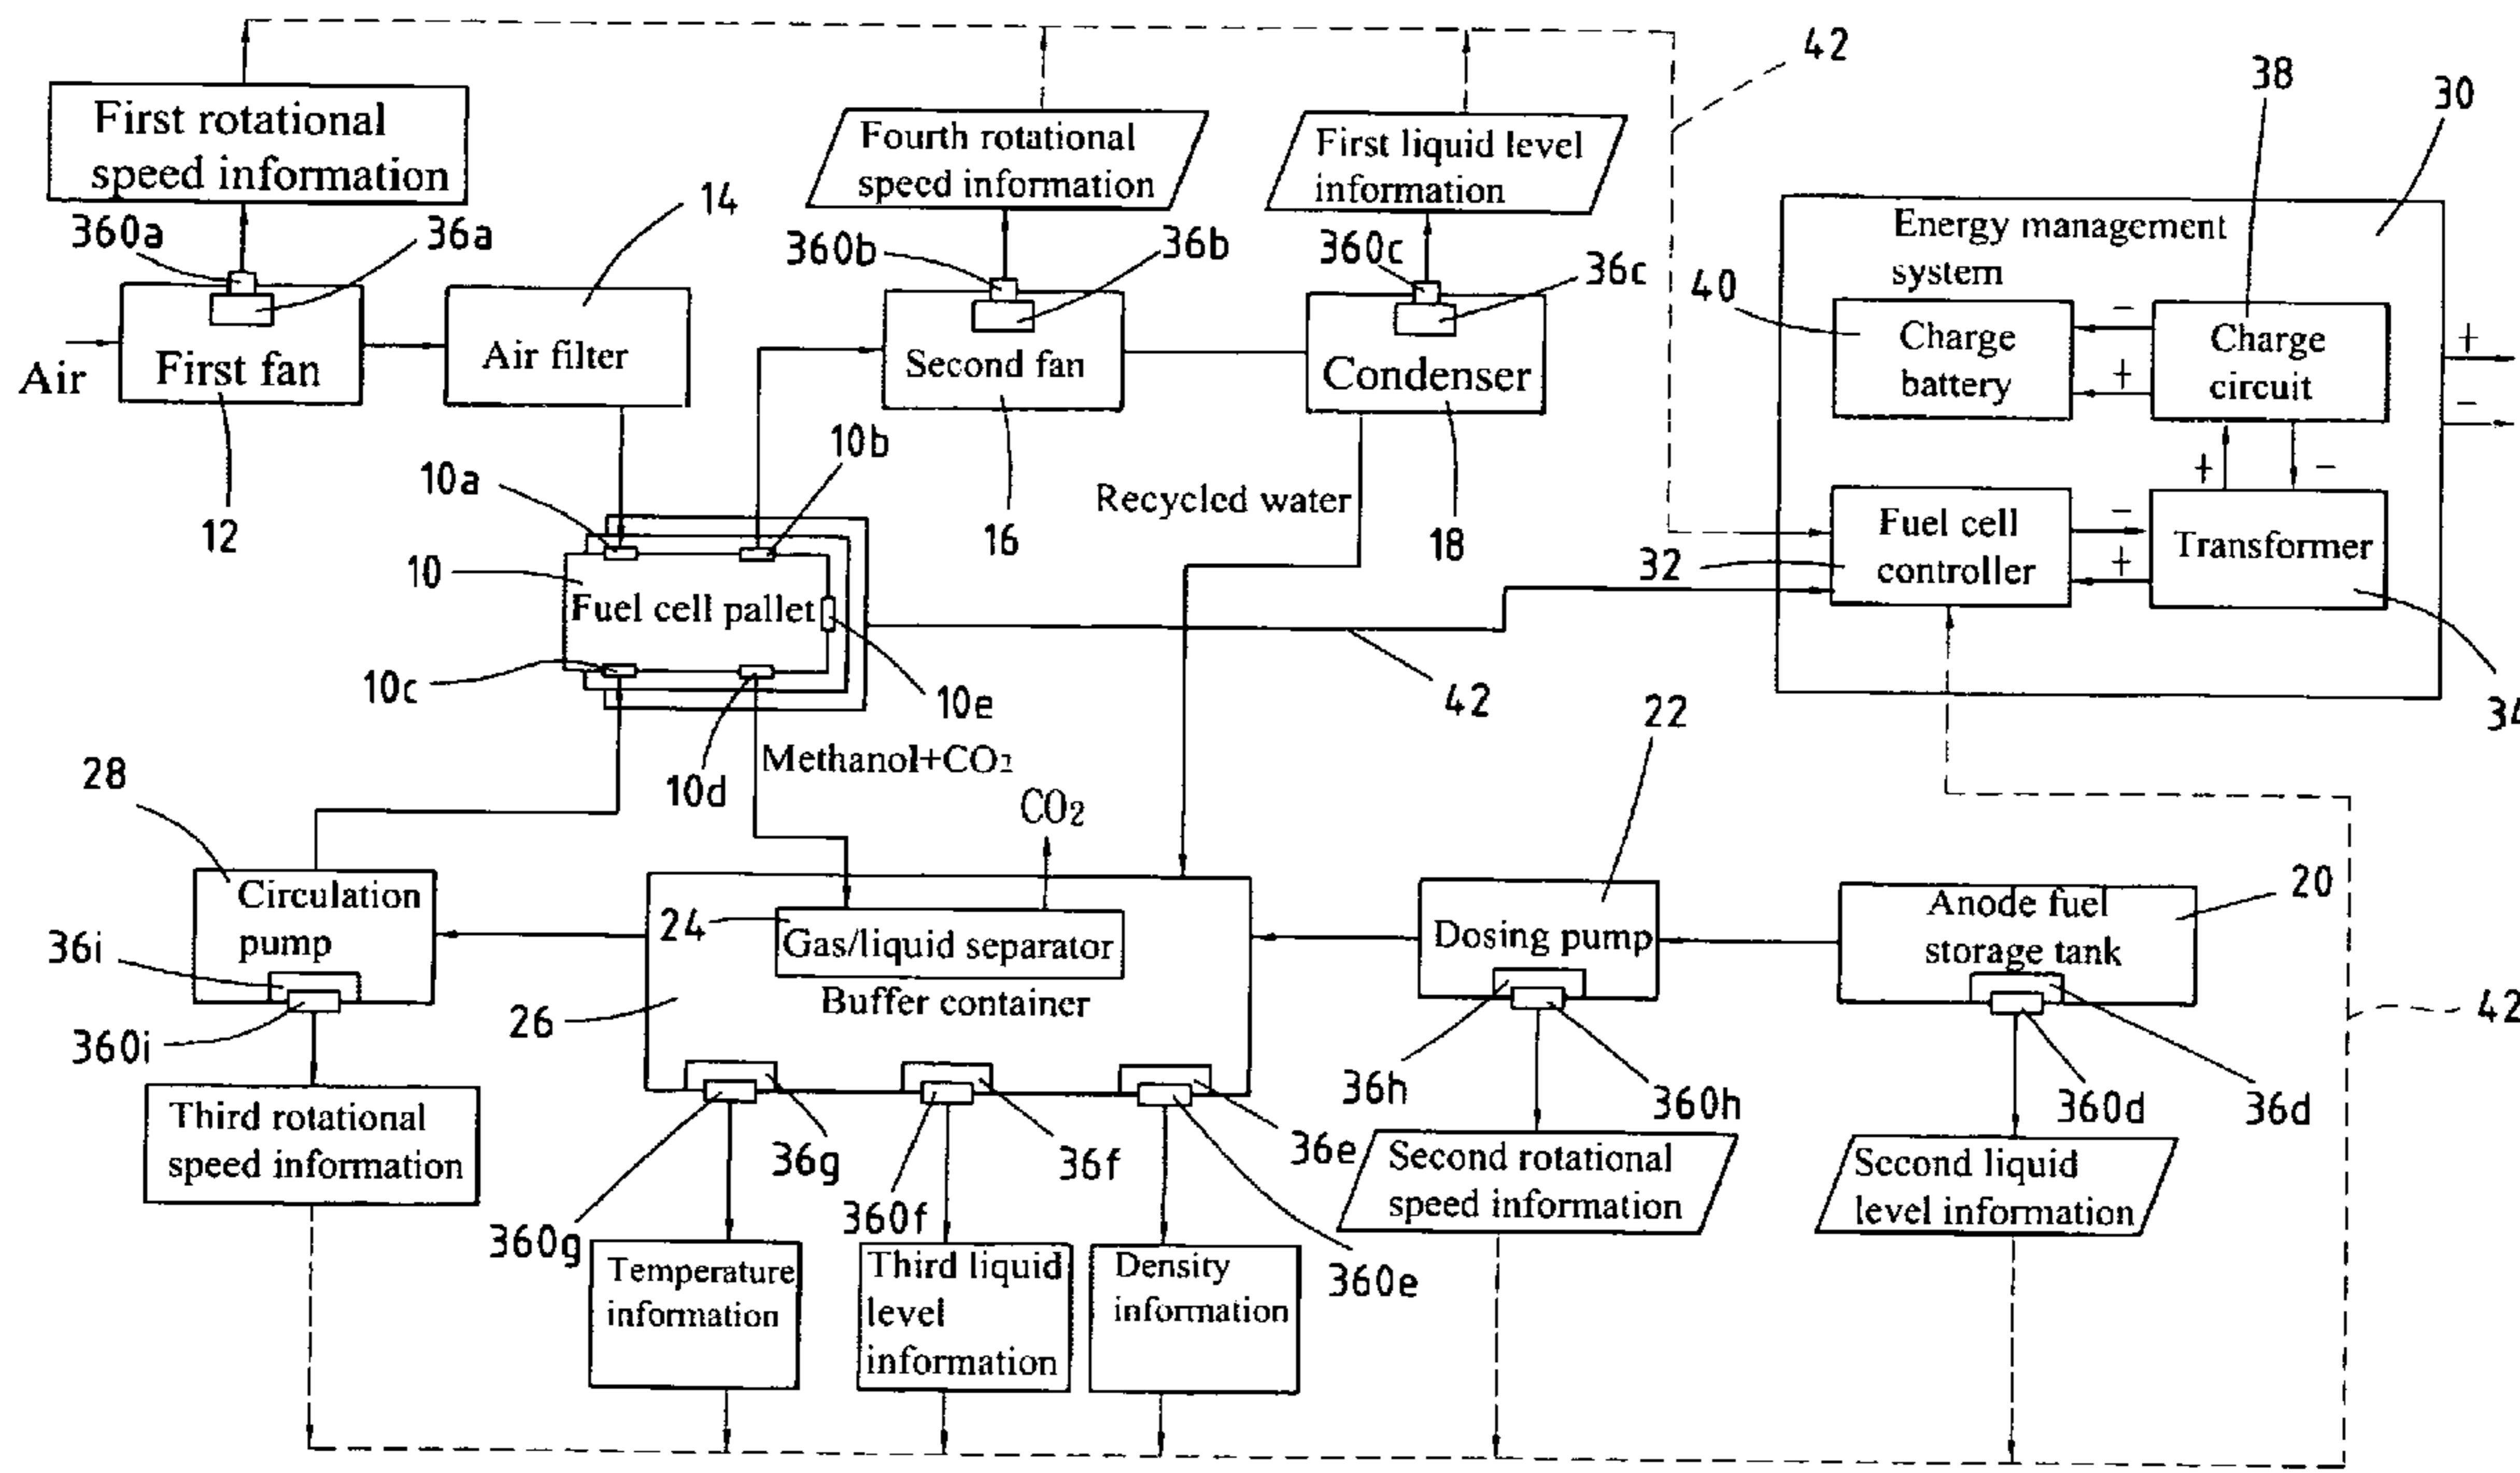 42
First rotational
speed information
Fourth rotational
speed information
First liquid level
information
38
30
360a
36a
14
360b
36b
360c
36c
Energy management
system
40
Charge
battery
Charge
circuit
Air
First fan
Air filter
Second fan
Condenser
−
+
+
−
12
10a
10b
16
Recycled water
18
+
−
32
Fuel cell
controller
−
+
Transformer
10
Fuel cell pallet
10c
10e
42
22
34
10d
Methanol+CO2
28
CO2
Circulation
pump
24
Gas/liquid separator
Buffer container
26
Dosing pump
Anode fuel
storage tank
20
36i
360i
42
36h
360h
360d
36d
Third rotational
speed information
36g
36f
36e
360g
360f
360e
Second rotational
speed information
Second liquid
level information
Temperature
information
Third liquid
level
information
Density
information